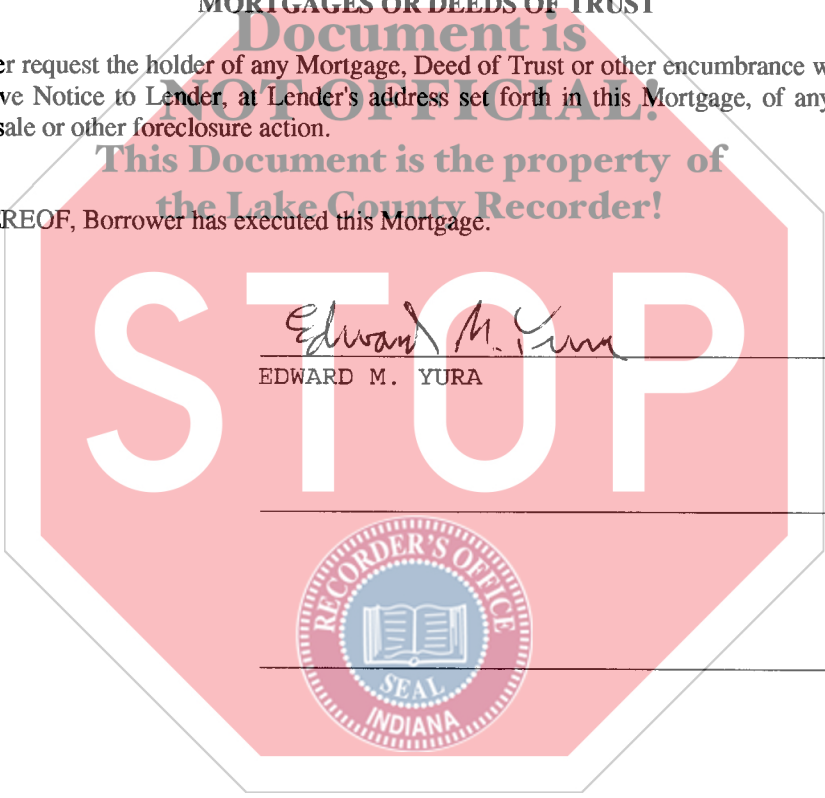 MORTGAGES OR DEEDS OF TRUST
Document is
er request the holder of any Mortgage, Deed of Trust or other encumbrance w
NOT OFFICIAL!
ve Notice to Lender, at Lender's address set forth in this Mortgage, of any
sale or other foreclosure action.
This Document is the property of
the Lake County Recorder!
EREOF, Borrower has executed this Mortgage.
STOP
Edward M. Yura
EDWARD M. YURA
RECORDER'S OFFICE
SEAL
INDIANA